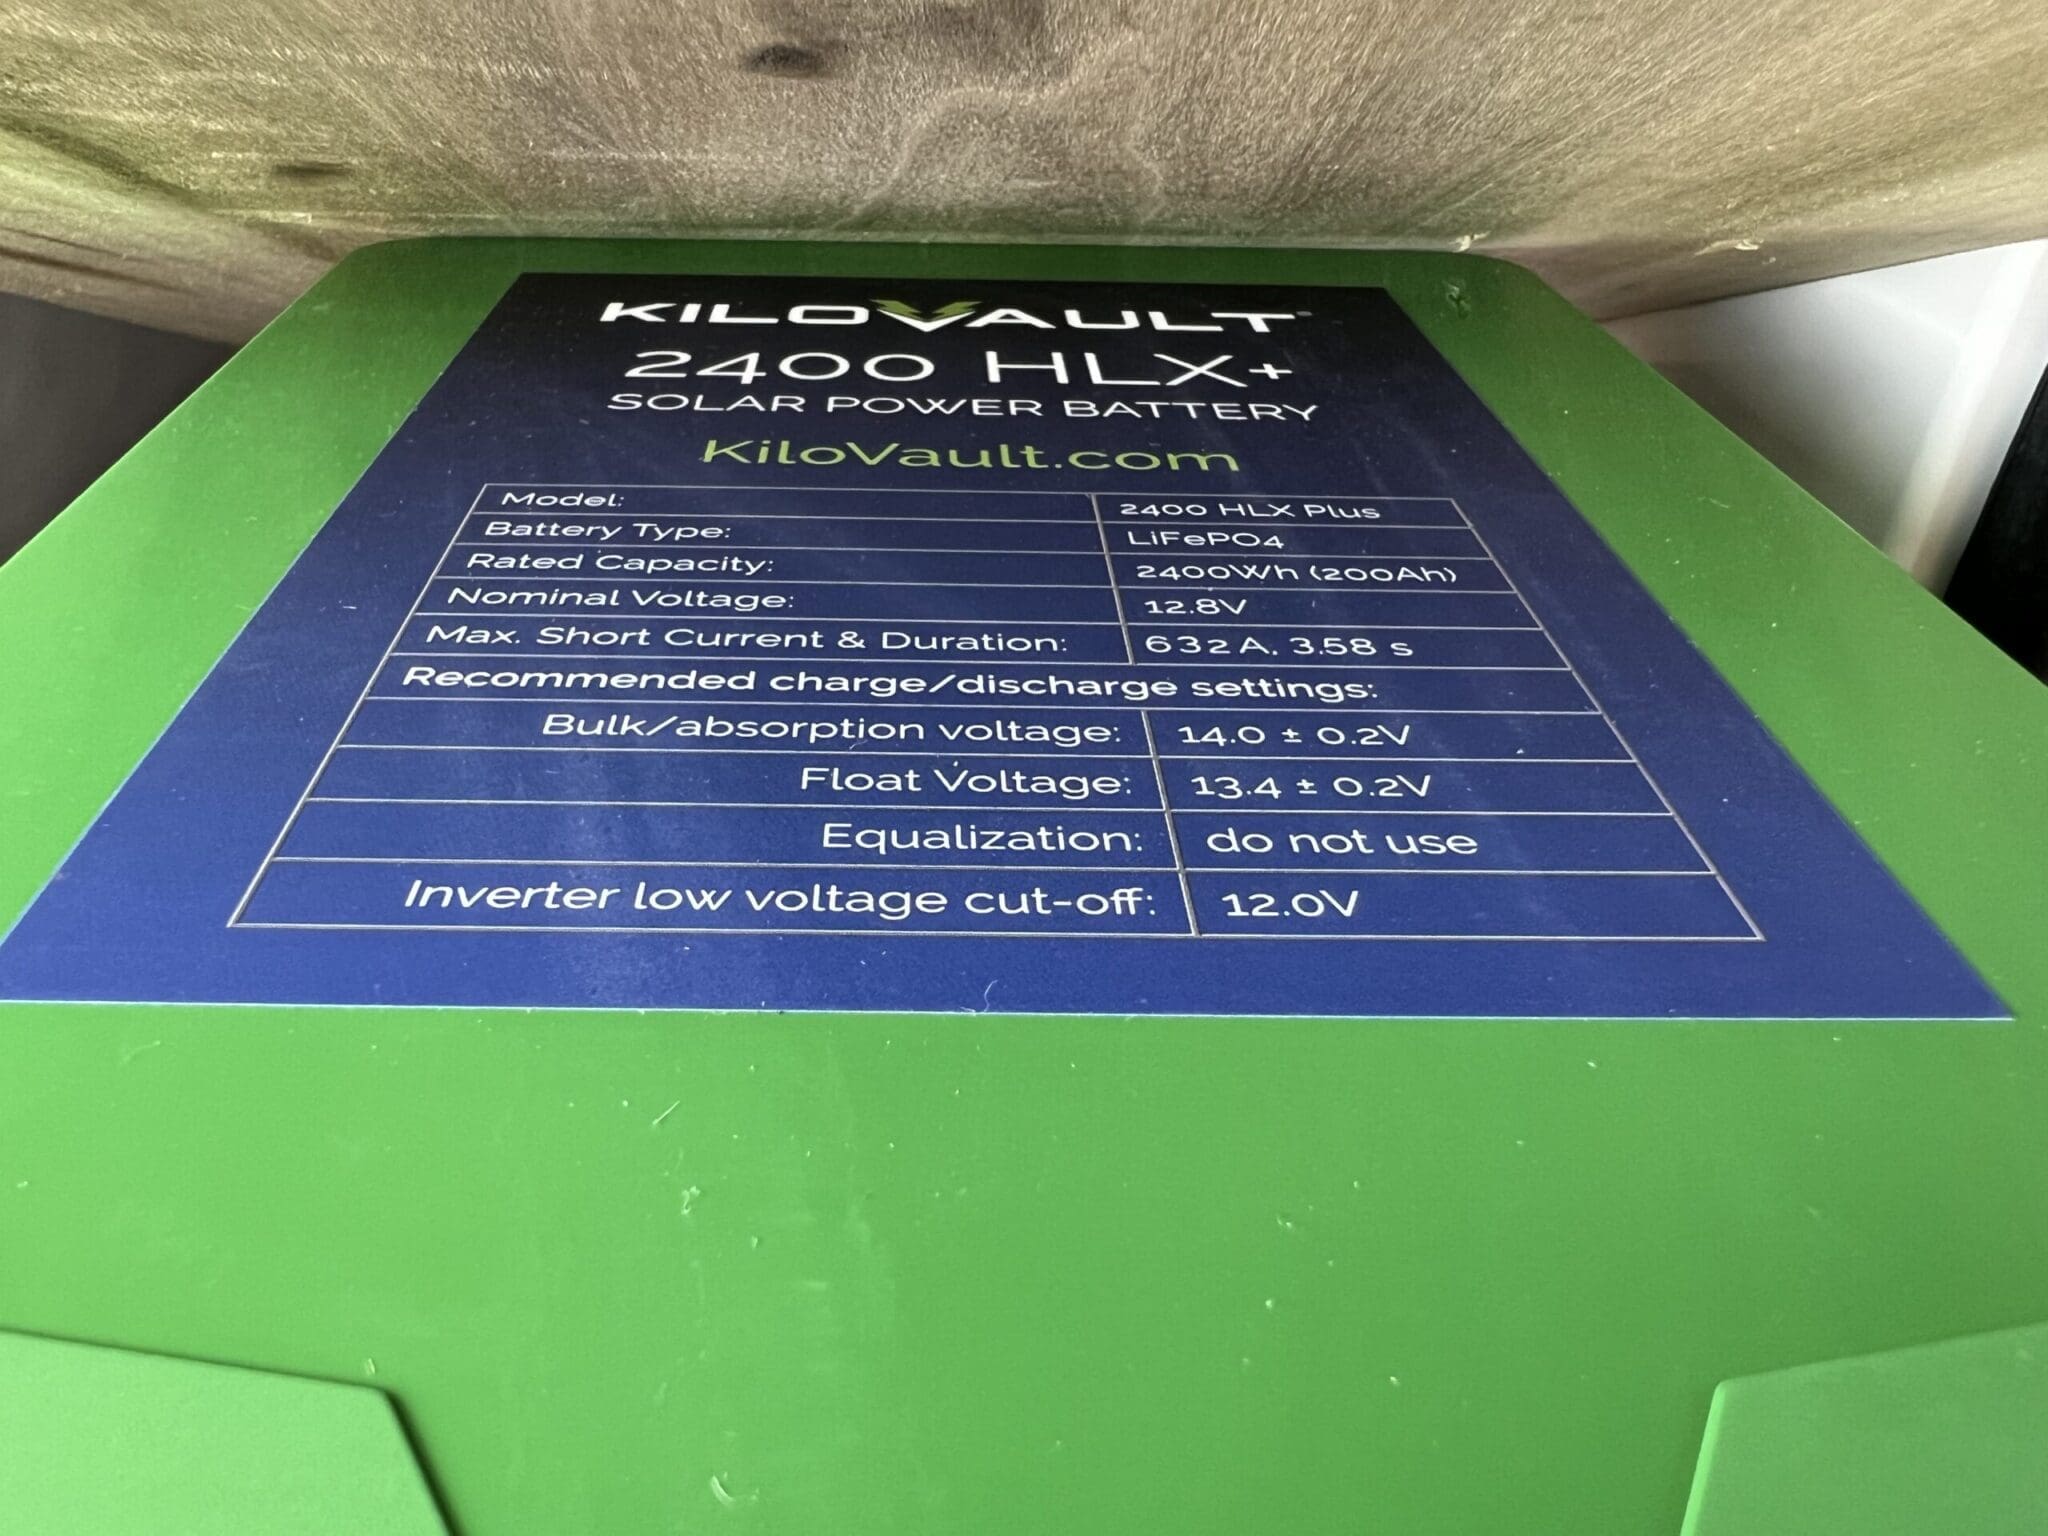 KILOVAULT®
2400 HLX+
SOLAR POWER BATTERY
KiloVault.com
Model: 2400 HLX Plus
Battery Type: LiFePO4
Rated Capacity: 2400Wh (200Ah)
Nominal Voltage: 12.8V
Max. Short Current & Duration: 632 A, 3.58 s
Recommended charge/discharge settings:
Bulk/absorption voltage: 14.0 ± 0.2V
Float Voltage: 13.4 ± 0.2V
Equalization: do not use
Inverter low voltage cut-off: 12.0V